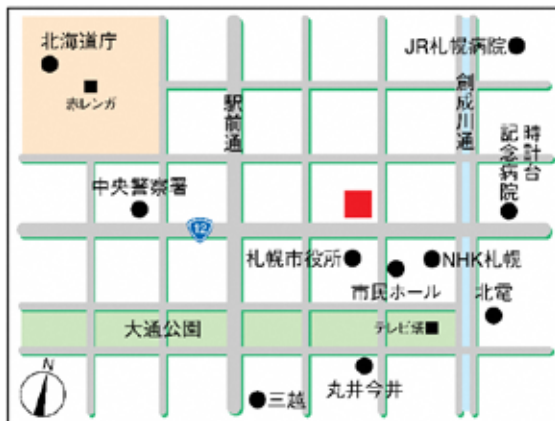 北海道庁
赤レンガ
JR札幌病院
駅前通
創成川通
時計台
記念病院
中央警察署
12
札幌市役所
NHK札幌
市民ホール
北電
大通公園
テレビ塔
丸井今井
三越
N